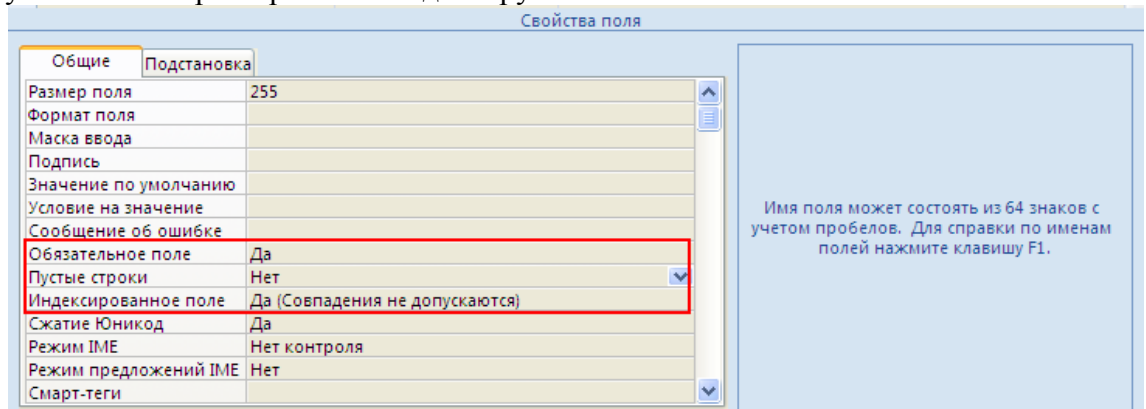 Свойства поля
Общие Подстановка
Размер поля 255
Формат поля
Маска ввода
Подпись
Значение по умолчанию
Условие на значение
Сообщение об ошибке
Обязательное поле Да
Пустые строки Нет
Индексированное поле Да (Совпадения не допускаются)
Сжатие Юникод Да
Режим IME Нет контроля
Режим предложений IME Нет
Смарт-теги
Имя поля может состоять из 64 знаков с
учетом пробелов. Для справки по именам
полей нажмите клавишу F1.